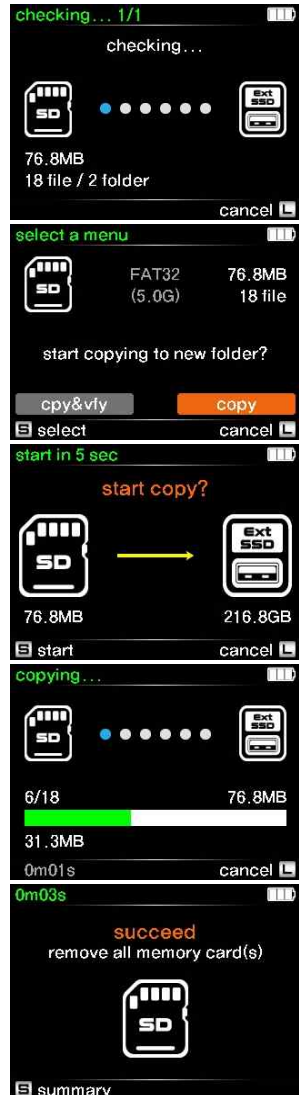 checking... 1/1
checking...
SD
Ext
SSD
76.8MB
18 file / 2 folder
cancel L
select a menu
SD
FAT32 76.8MB
(5.0G) 18 file
start copying to new folder?
cpy&vfy copy
S select cancel L
start in 5 sec
start copy?
SD
Ext
SSD
76.8MB 216.8GB
S start cancel L
copying...
SD
Ext
SSD
6/18 76.8MB
31.3MB
0m01s cancel L
0m03s
succeed
remove all memory card(s)
SD
S summary